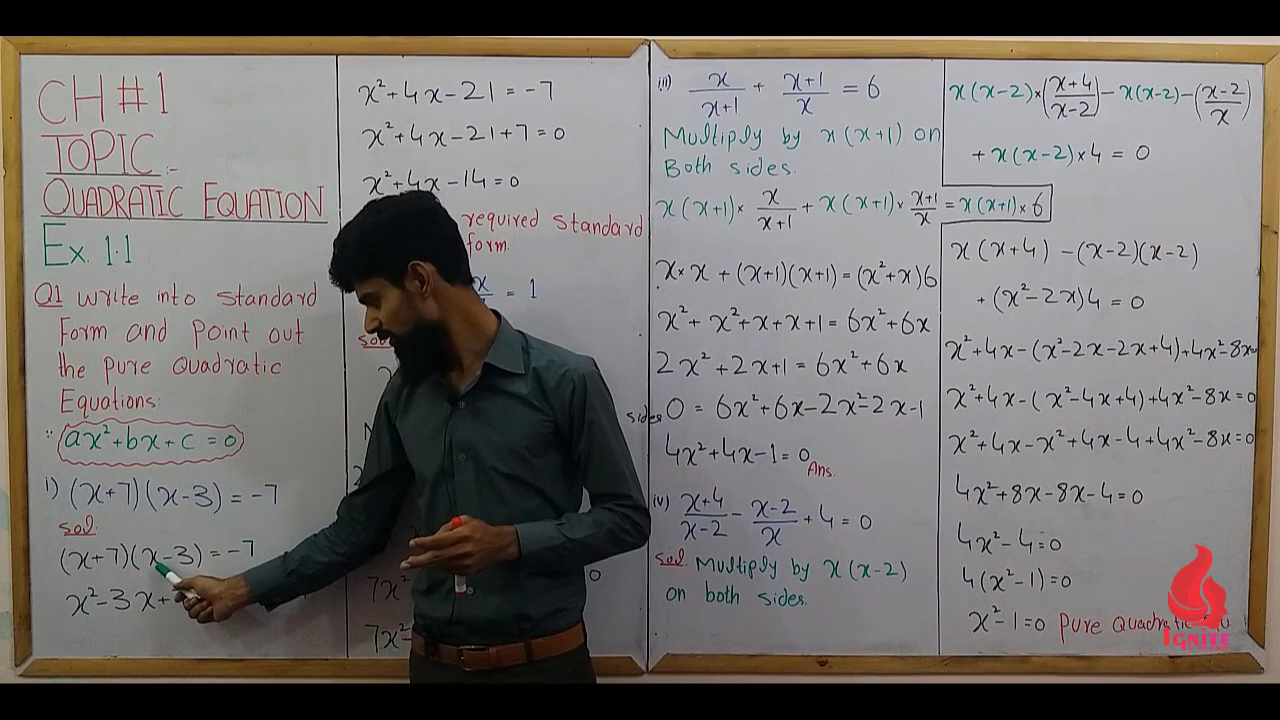 CH # 1
TOPIC :-
QUADRATIC EQUATION
Ex. 1.1
Q1 Write into standard
Form and point out
the pure Quadratic
Equations:
∵ ax²+bx+c=0
i) (x+7)(x-3) = -7
Sol.
(x+7)(x-3) = -7
x²-3x+
x²+4x-21 = -7
x²+4x-21+7=0
x²+4x-14=0
required standard
form.
= 1
7x²
7x²-
0
sides
iii) x/(x+1) + (x+1)/x = 6
Multiply by x(x+1) on
Both sides.
x(x+1)× x/(x+1) + x(x+1)× (x+1)/x = x(x+1)×6
x×x + (x+1)(x+1) = (x²+x)6
x²+x²+x+x+1 = 6x²+6x
2x²+2x+1 = 6x²+6x
0 = 6x²+6x-2x²-2x-1
4x²+4x-1=0 Ans.
iv) (x+4)/(x-2) - (x-2)/x + 4 = 0
Sol. Multiply by x(x-2)
on both sides.
x(x-2)×((x+4)/(x-2)) - x(x-2)-((x-2)/x)
+ x(x-2)×4 = 0
x(x+4) -(x-2)(x-2)
+(x²-2x)4 = 0
x²+4x-(x²-2x-2x+4)+4x²-8x=
x²+4x-(x²-4x+4)+4x²-8x=0
x²+4x-x²+4x-4+4x²-8x=0
4x²+8x-8x-4=0
4x²-4=0
4(x²-1)=0
x²-1=0 Pure Quadratic
IGNITE